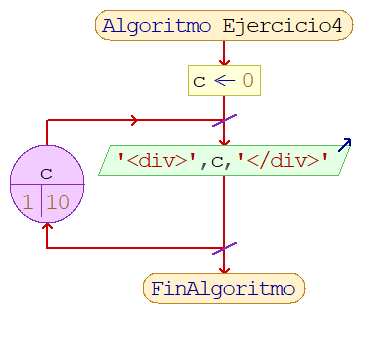 Algoritmo Ejercicio4
c ← 0
'<div>',c,'</div>'
c
1 10
FinAlgoritmo